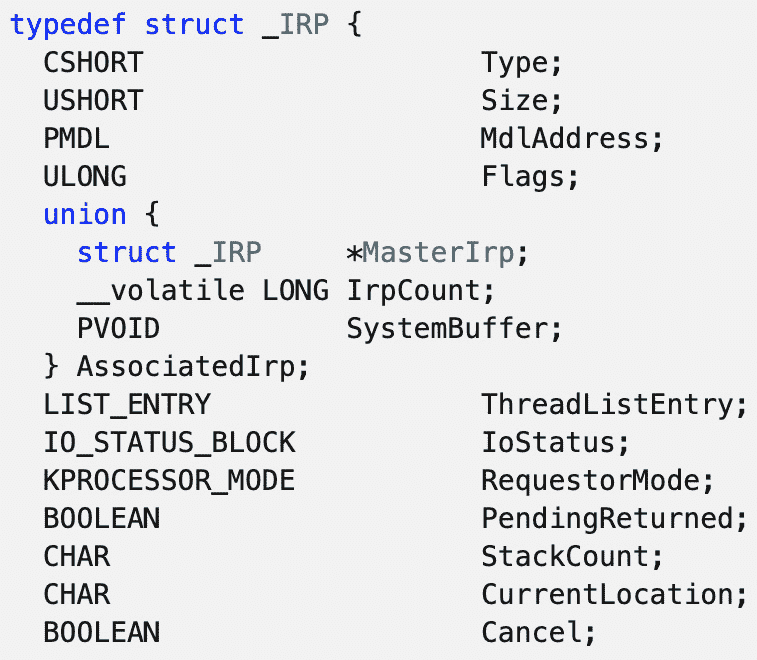 typedef struct _IRP {
  CSHORT                    Type;
  USHORT                    Size;
  PMDL                      MdlAddress;
  ULONG                     Flags;
  union {
    struct _IRP     *MasterIrp;
    __volatile LONG IrpCount;
    PVOID           SystemBuffer;
  } AssociatedIrp;
  LIST_ENTRY                ThreadListEntry;
  IO_STATUS_BLOCK           IoStatus;
  KPROCESSOR_MODE           RequestorMode;
  BOOLEAN                   PendingReturned;
  CHAR                      StackCount;
  CHAR                      CurrentLocation;
  BOOLEAN                   Cancel;